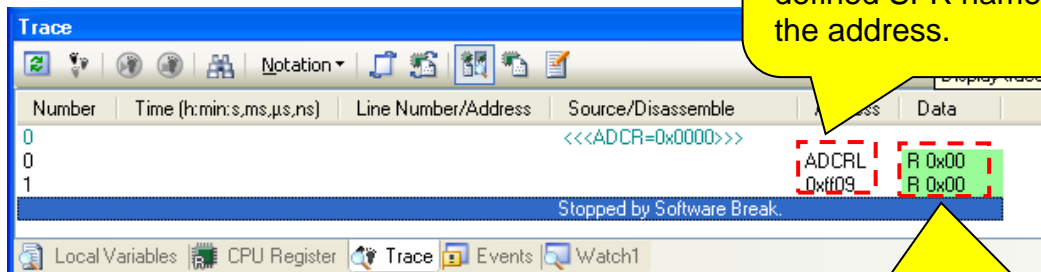 defined SFR name
the address.
Trace
Notation
Display trace
Number Time (h:min:s,ms,μs,ns) Line Number/Address Source/Disassemble Data
0 <<<ADCR=0x0000>>>
0 ADCRL R 0x00
1 0xff09 R 0x00
Stopped by Software Break.
Local Variables CPU Register Trace Events Watch1